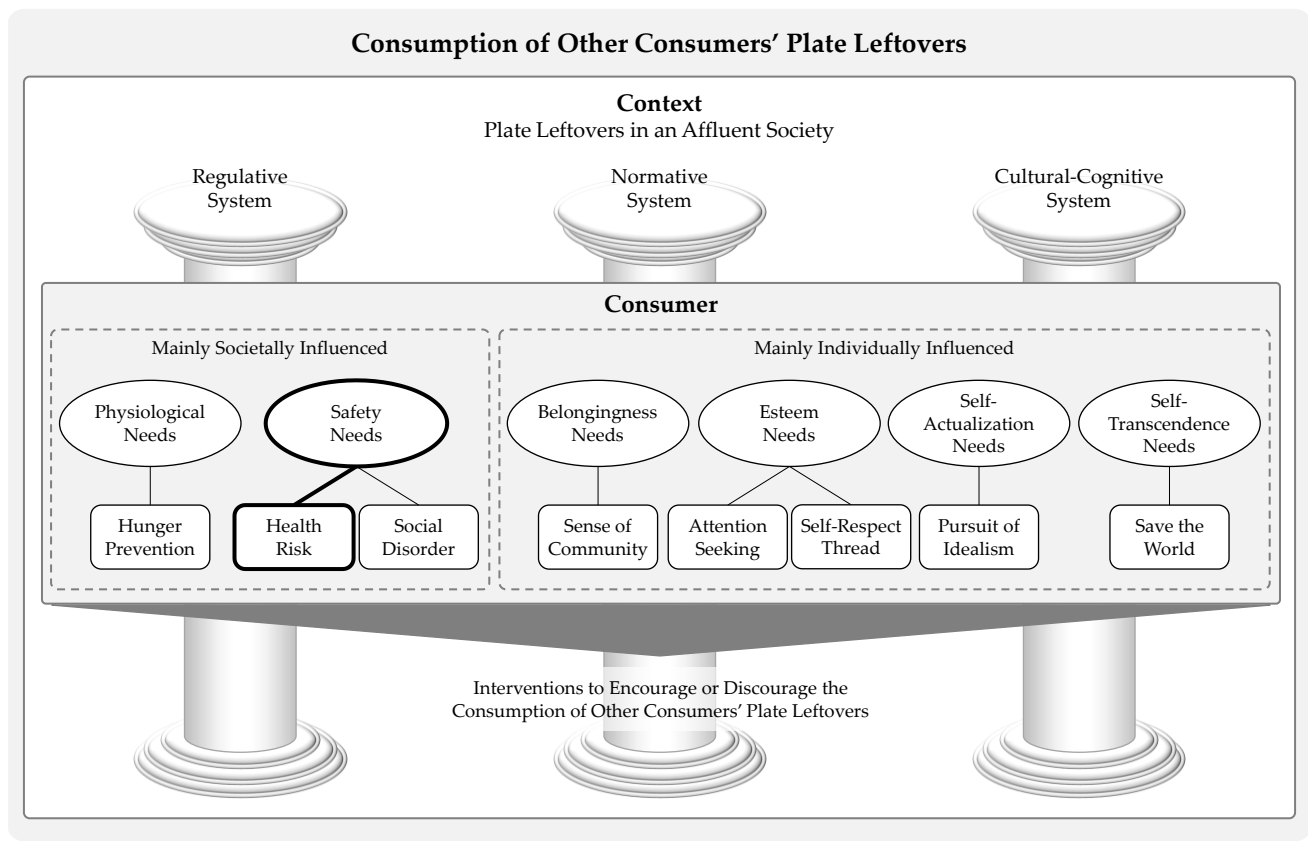 Consumption of Other Consumers’ Plate Leftovers
Context
Plate Leftovers in an Affluent Society
Regulative
System
Normative
System
Cultural-Cognitive
System
Consumer
Mainly Societally Influenced
Physiological
Needs
Safety
Needs
Hunger
Prevention
Health
Risk
Social
Disorder
Mainly Individually Influenced
Belongingness
Needs
Esteem
Needs
Self-
Actualization
Needs
Self-
Transcendence
Needs
Sense of
Community
Attention
Seeking
Self-Respect
Thread
Pursuit of
Idealism
Save the
World
Interventions to Encourage or Discourage the
Consumption of Other Consumers’ Plate Leftovers